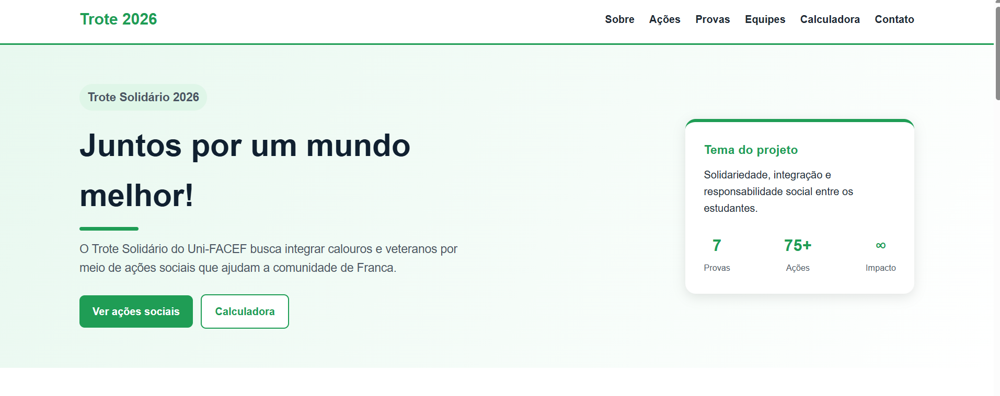 Trote 2026
Sobre Ações Provas Equipes Calculadora Contato
Trote Solidário 2026
Juntos por um mundo
melhor!
O Trote Solidário do Uni-FACEF busca integrar calouros e veteranos por
meio de ações sociais que ajudam a comunidade de Franca.
Ver ações sociais
Calculadora
Tema do projeto
Solidariedade, integração e
responsabilidade social entre os
estudantes.
7
Provas
75+
Ações
∞
Impacto